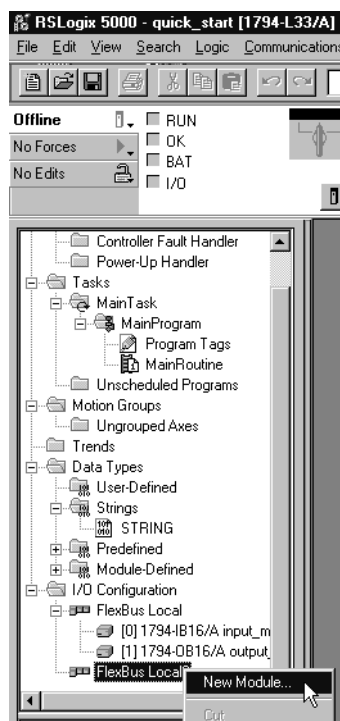 RSLogix 5000 - quick_start [1794-L33/A]
File Edit View Search Logic Communications
Offline
RUN
No Forces
OK
BAT
No Edits
I/O
Controller Fault Handler
Power-Up Handler
Tasks
MainTask
MainProgram
Program Tags
MainRoutine
Unscheduled Programs
Motion Groups
Ungrouped Axes
Trends
Data Types
User-Defined
Strings
STRING
Predefined
Module-Defined
I/O Configuration
FlexBus Local
[0] 1794-IB16/A input_m
[1] 1794-OB16/A output_
FlexBus Local
New Module...
Cut